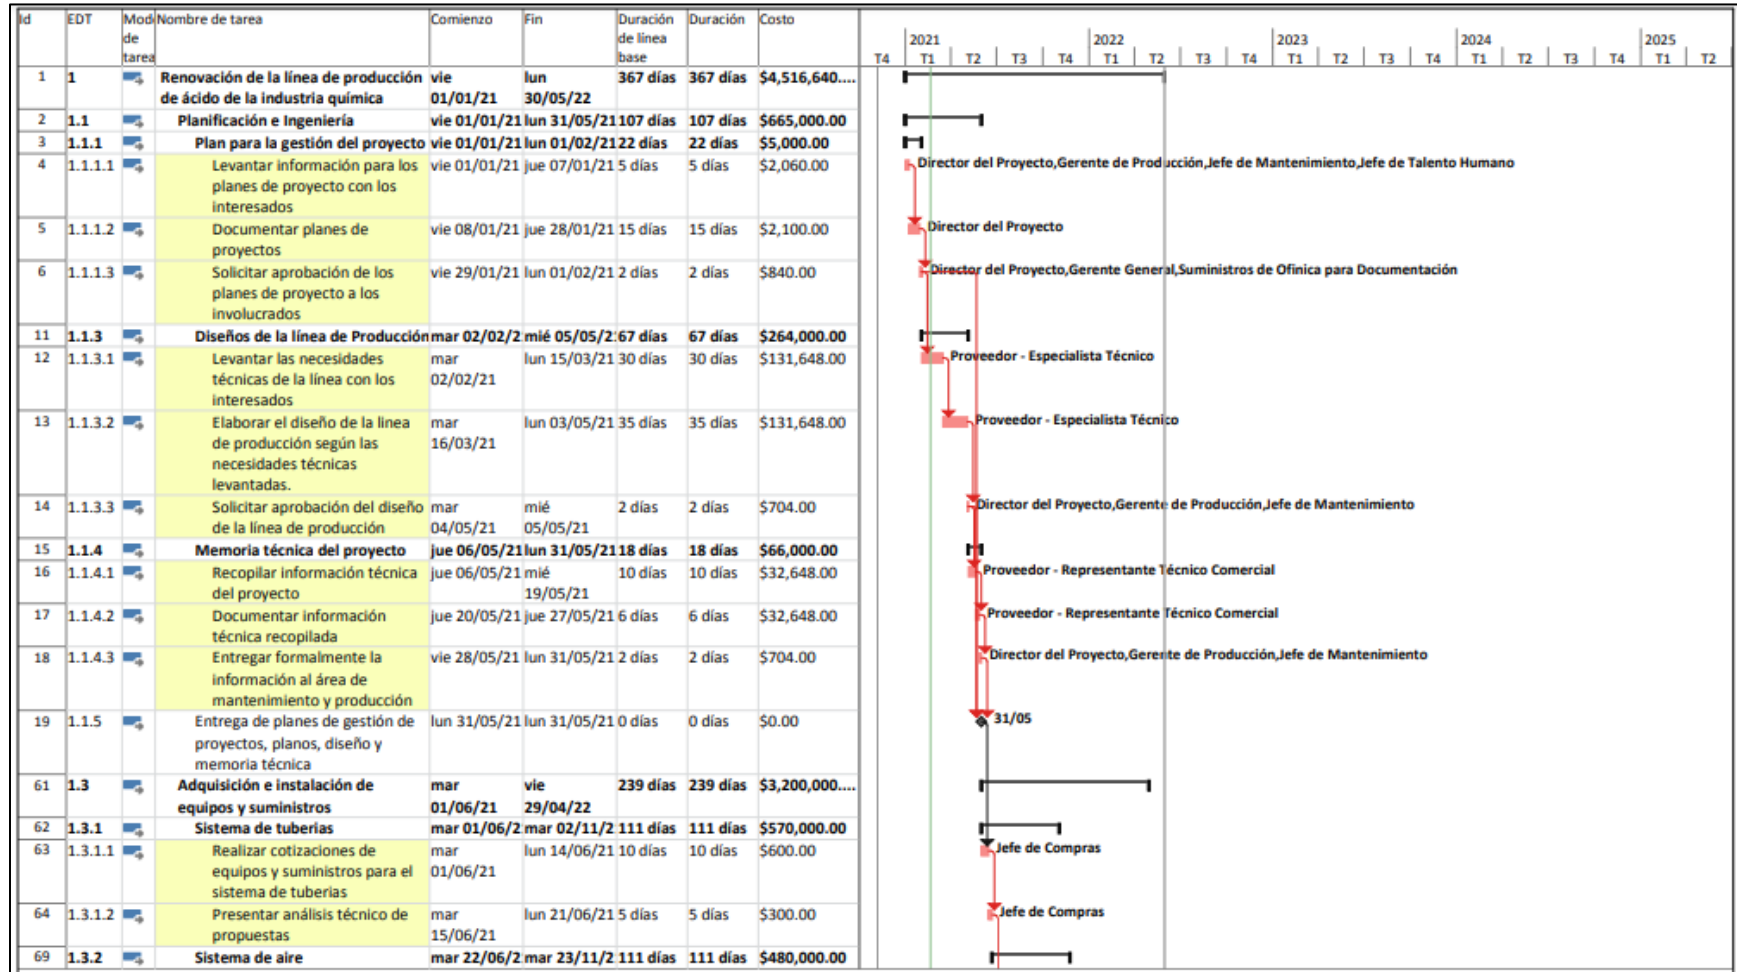 Id EDT Mod Nombre de tarea Comienzo Fin Duración Duración Costo
de de línea
tarea base
2021 2022 2023 2024 2025
T4 T1 T2 T3 T4 T1 T2 T3 T4 T1 T2 T3 T4 T1 T2 T3 T4 T1 T2
1 1 Renovación de la línea de producción vie lun 367 días 367 días $4,516,640....
de ácido de la industria química 01/01/21 30/05/22
2 1.1 Planificación e Ingeniería vie 01/01/21 lun 31/05/21 107 días 107 días $665,000.00
3 1.1.1 Plan para la gestión del proyecto vie 01/01/21 lun 01/02/21 22 días 22 días $5,000.00
4 1.1.1.1 Levantar información para los vie 01/01/21 jue 07/01/21 5 días 5 días $2,060.00 Director del Proyecto,Gerente de Producción,Jefe de Mantenimiento,Jefe de Talento Humano
planes de proyecto con los
interesados
5 1.1.1.2 Documentar planes de vie 08/01/21 jue 28/01/21 15 días 15 días $2,100.00 Director del Proyecto
proyectos
6 1.1.1.3 Solicitar aprobación de los vie 29/01/21 lun 01/02/21 2 días 2 días $840.00 Director del Proyecto,Gerente General,Suministros de Ofinica para Documentación
planes de proyecto a los
involucrados
11 1.1.3 Diseños de la línea de Producción mar 02/02/2 mié 05/05/2 67 días 67 días $264,000.00
12 1.1.3.1 Levantar las necesidades mar lun 15/03/21 30 días 30 días $131,648.00 Proveedor - Especialista Técnico
técnicas de la línea con los 02/02/21
interesados
13 1.1.3.2 Elaborar el diseño de la linea mar lun 03/05/21 35 días 35 días $131,648.00 Proveedor - Especialista Técnico
de producción según las 16/03/21
necesidades técnicas
levantadas.
14 1.1.3.3 Solicitar aprobación del diseño mar mié 2 días 2 días $704.00 Director del Proyecto,Gerente de Producción,Jefe de Mantenimiento
de la línea de producción 04/05/21 05/05/21
15 1.1.4 Memoria técnica del proyecto jue 06/05/21 lun 31/05/21 18 días 18 días $66,000.00
16 1.1.4.1 Recopilar información técnica jue 06/05/21 mié 10 días 10 días $32,648.00 Proveedor - Representante Técnico Comercial
del proyecto 19/05/21
17 1.1.4.2 Documentar información jue 20/05/21 jue 27/05/21 6 días 6 días $32,648.00 Proveedor - Representante Técnico Comercial
técnica recopilada
18 1.1.4.3 Entregar formalmente la vie 28/05/21 lun 31/05/21 2 días 2 días $704.00 Director del Proyecto,Gerente de Producción,Jefe de Mantenimiento
información al área de
mantenimiento y producción
19 1.1.5 Entrega de planes de gestión de lun 31/05/21 lun 31/05/21 0 días 0 días $0.00 31/05
proyectos, planos, diseño y
memoria técnica
61 1.3 Adquisición e instalación de mar vie 239 días 239 días $3,200,000....
equipos y suministros 01/06/21 29/04/22
62 1.3.1 Sistema de tuberias mar 01/06/2 mar 02/11/2 111 días 111 días $570,000.00
63 1.3.1.1 Realizar cotizaciones de mar lun 14/06/21 10 días 10 días $600.00 Jefe de Compras
equipos y suministros para el 01/06/21
sistema de tuberias
64 1.3.1.2 Presentar análisis técnico de mar lun 21/06/21 5 días 5 días $300.00 Jefe de Compras
propuestas 15/06/21
69 1.3.2 Sistema de aire mar 22/06/2 mar 23/11/2 111 días 111 días $480,000.00